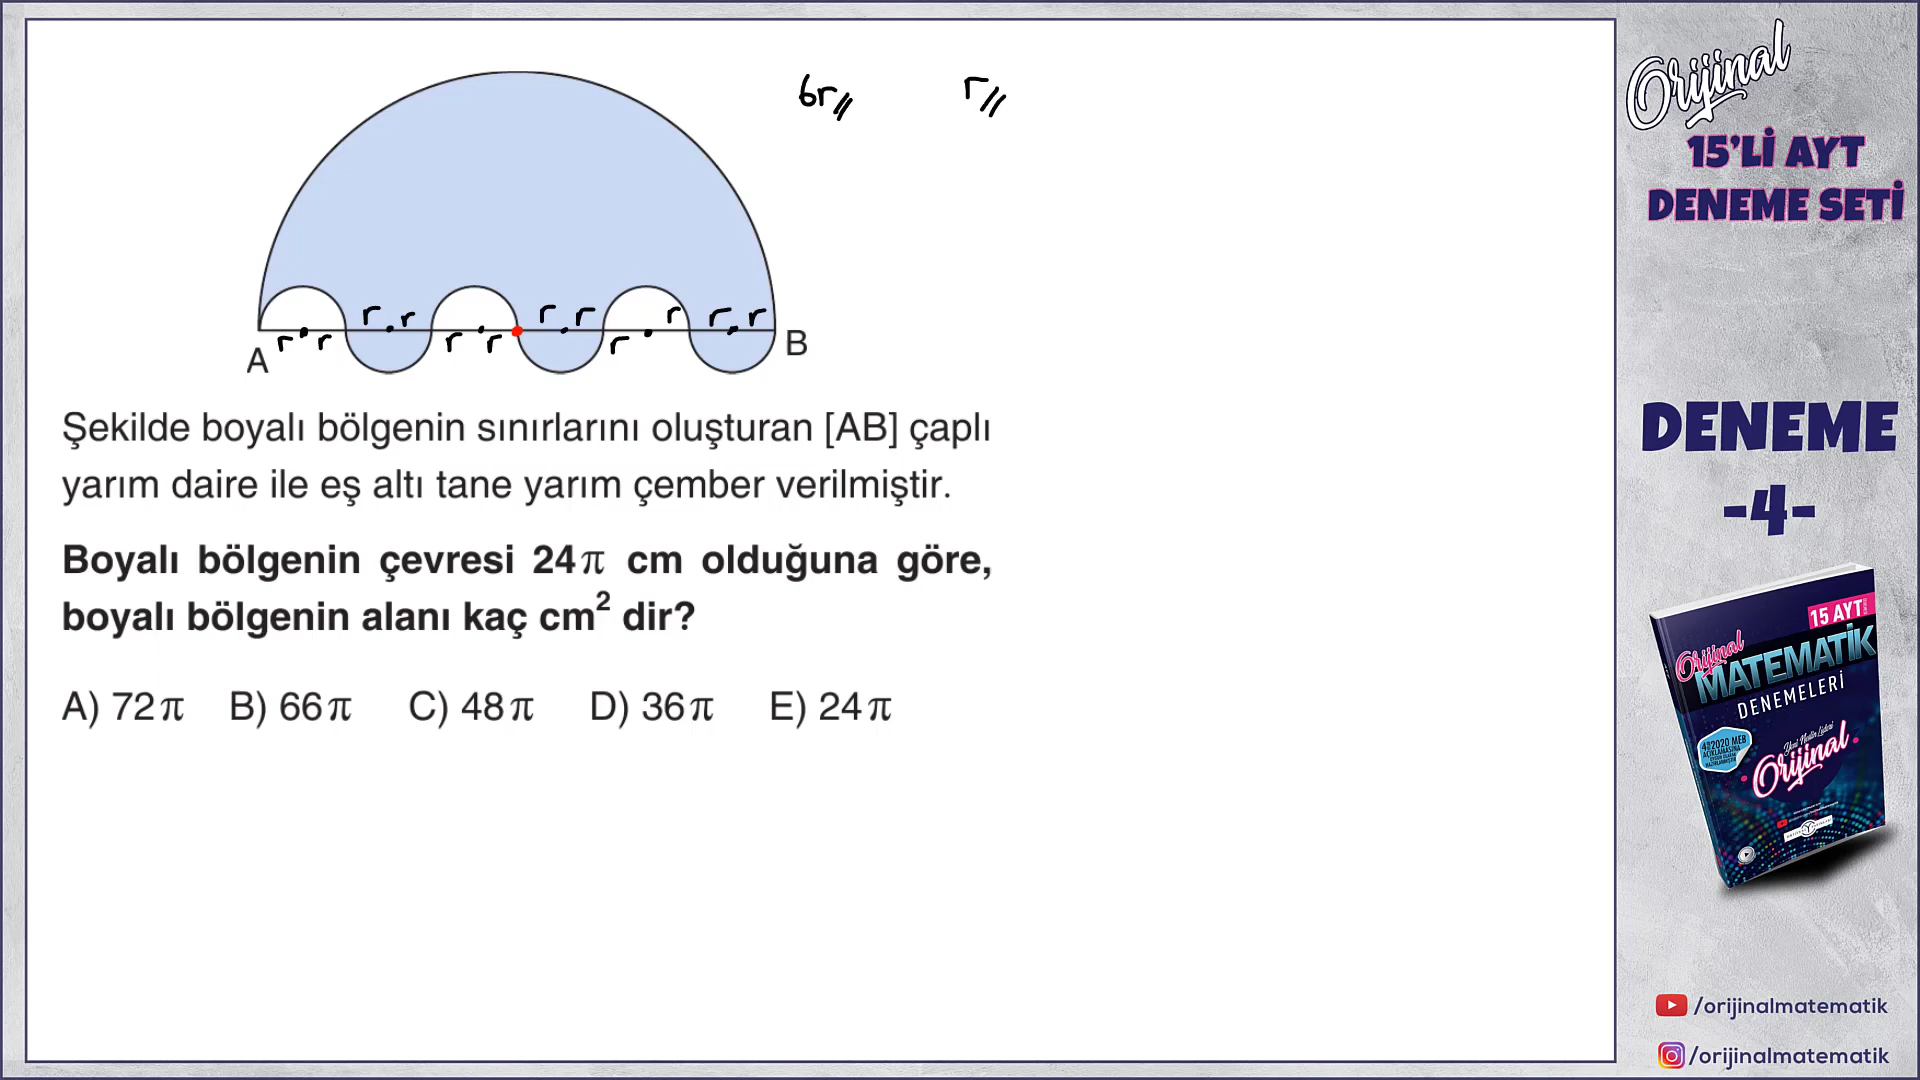 6r r
r r r r r r
r r r r r r
A B
Şekilde boyalı bölgenin sınırlarını oluşturan [AB] çaplı
yarım daire ile eş altı tane yarım çember verilmiştir.
Boyalı bölgenin çevresi 24π cm olduğuna göre,
boyalı bölgenin alanı kaç cm² dir?
A) 72π B) 66π C) 48π D) 36π E) 24π
Orijinal
15'Lİ AYT
DENEME SETİ
DENEME
-4-
15 AYT
Orijinal
MATEMATİK
DENEMELERİ
Orijinal
/orijinalmatematik
/orijinalmatematik